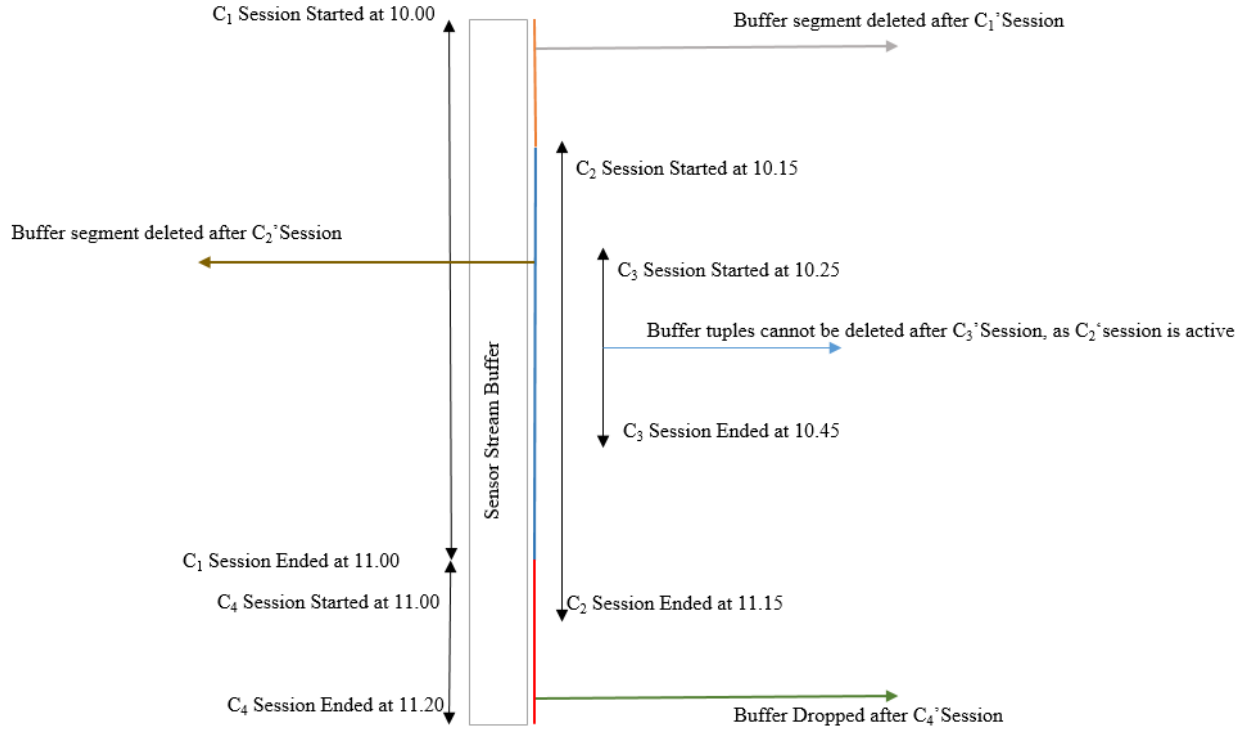 C₁ Session Started at 10.00
Buffer segment deleted after C₁’Session
C₂ Session Started at 10.15
Buffer segment deleted after C₂’Session
C₃ Session Started at 10.25
Buffer tuples cannot be deleted after C₃’Session, as C₂‘session is active
Sensor Stream Buffer
C₃ Session Ended at 10.45
C₁ Session Ended at 11.00
C₄ Session Started at 11.00
C₂ Session Ended at 11.15
C₄ Session Ended at 11.20
Buffer Dropped after C₄’Session